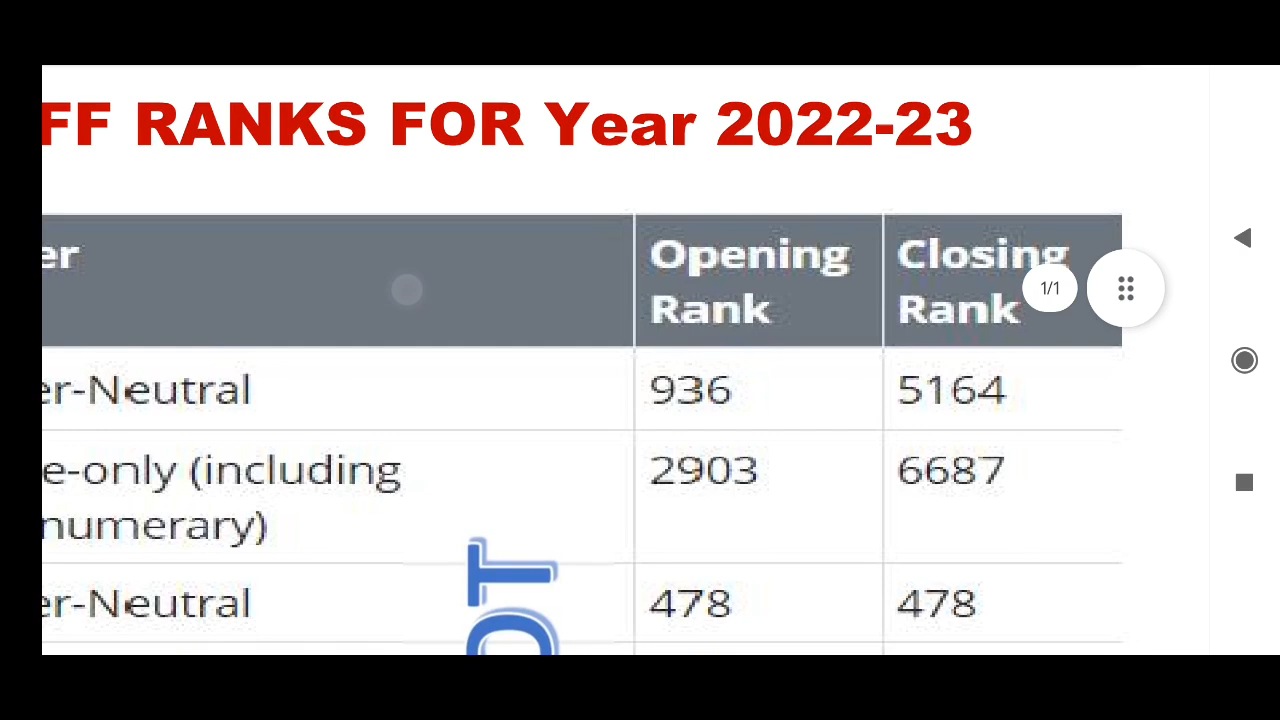 FF RANKS FOR Year 2022-23
er Opening Closing
Rank Rank
1/1
er-Neutral 936 5164
e-only (including 2903 6687
numerary)
er-Neutral 478 478
OT